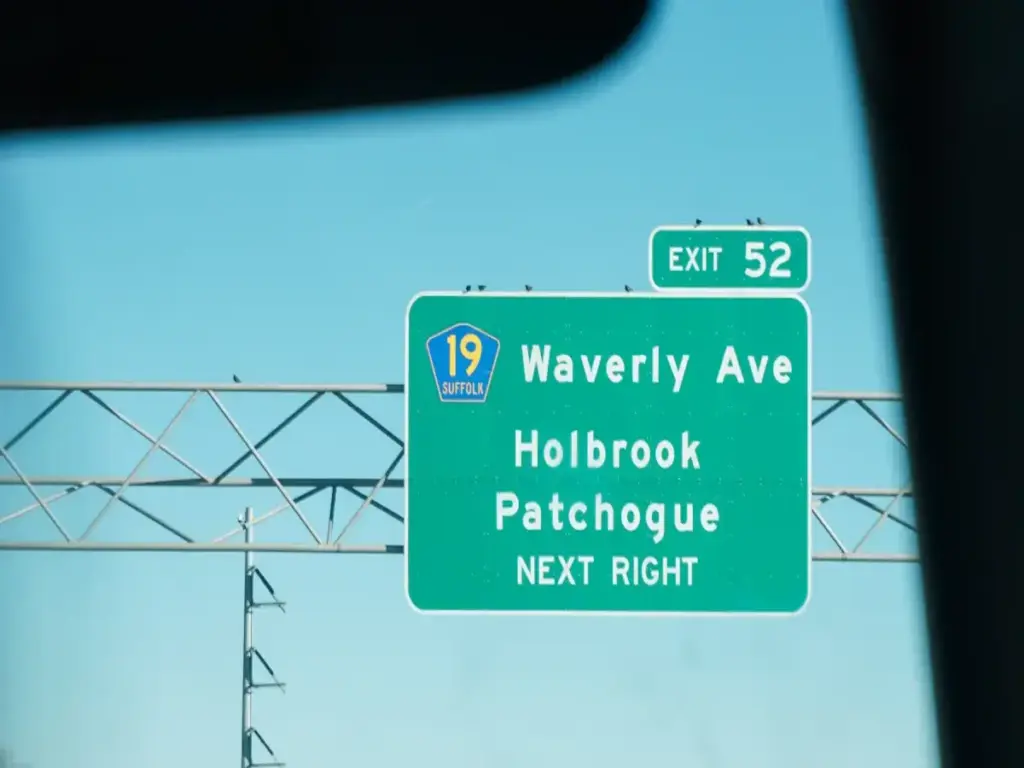 EXIT 52
19
SUFFOLK
Waverly Ave
Holbrook
Patchogue
NEXT RIGHT